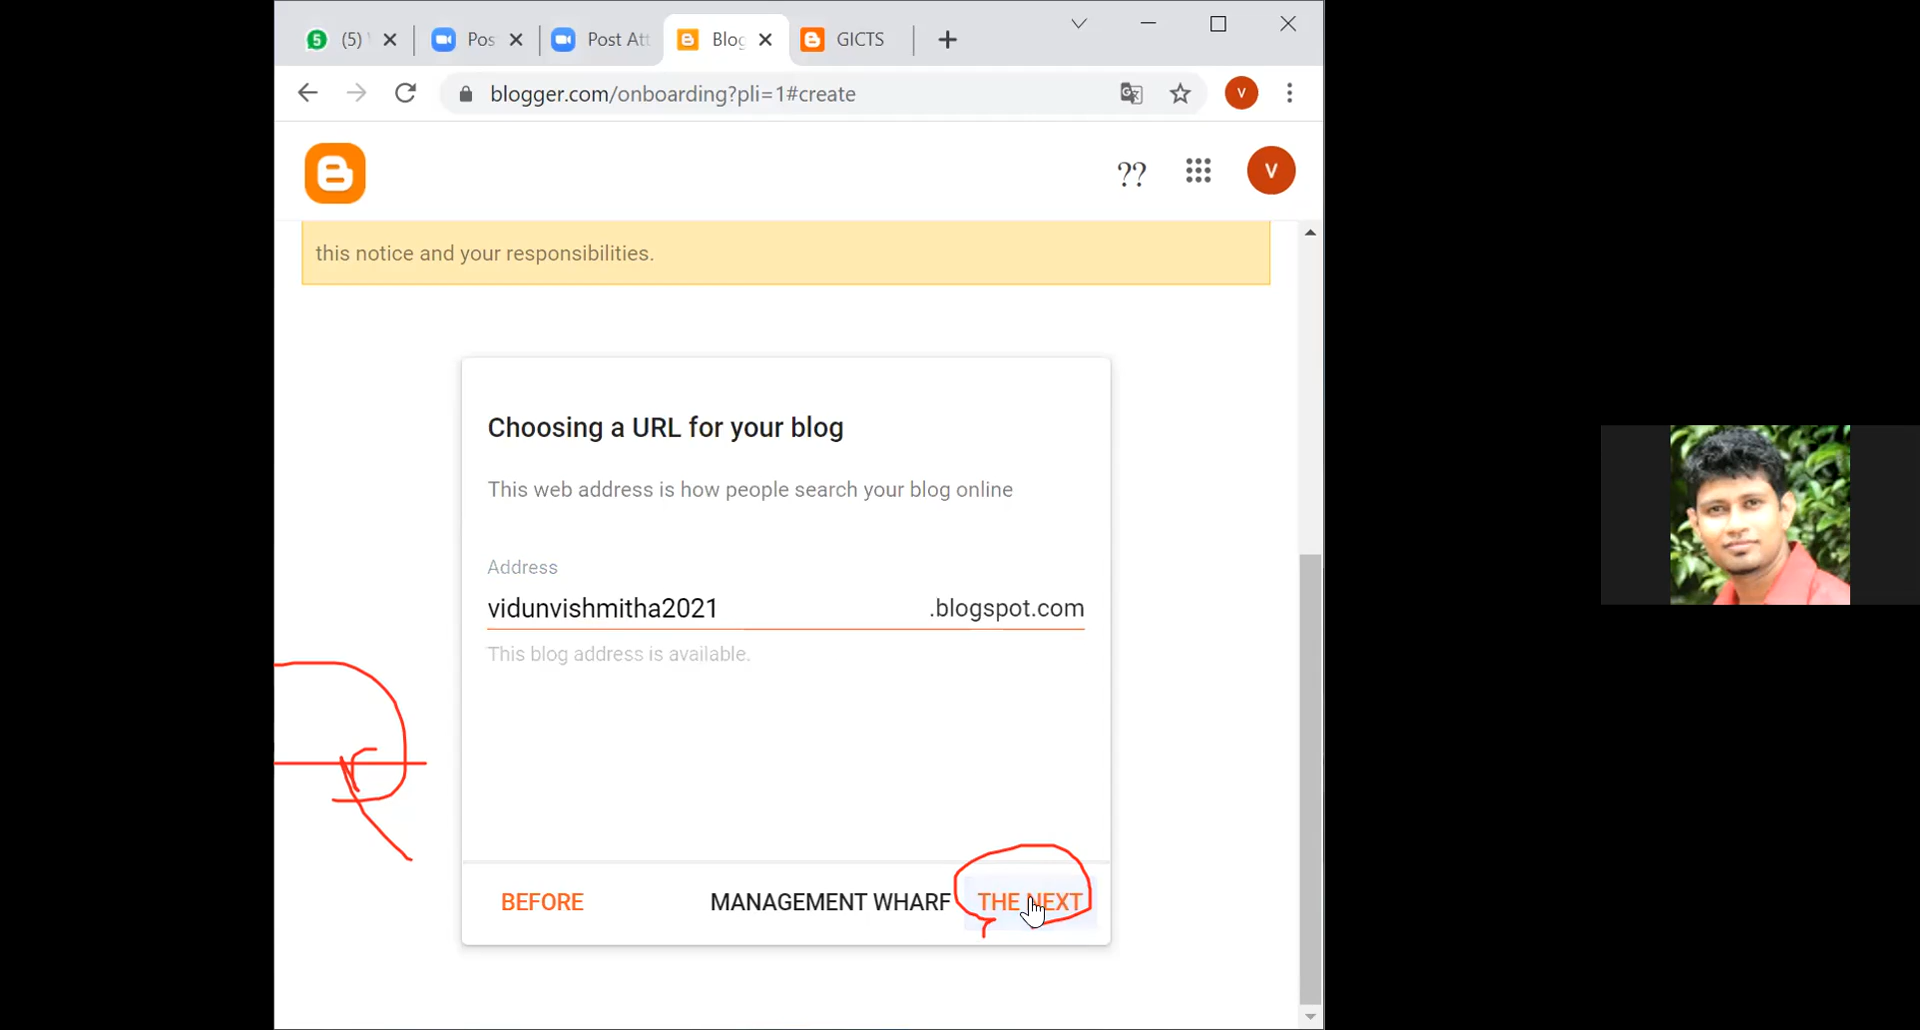 5 (5) Pos Post Att Blog GICTS
blogger.com/onboarding?pli=1#create V
?? V
this notice and your responsibilities.
Choosing a URL for your blog
This web address is how people search your blog online
Address
vidunvishmitha2021 .blogspot.com
This blog address is available.
BEFORE MANAGEMENT WHARF THE NEXT